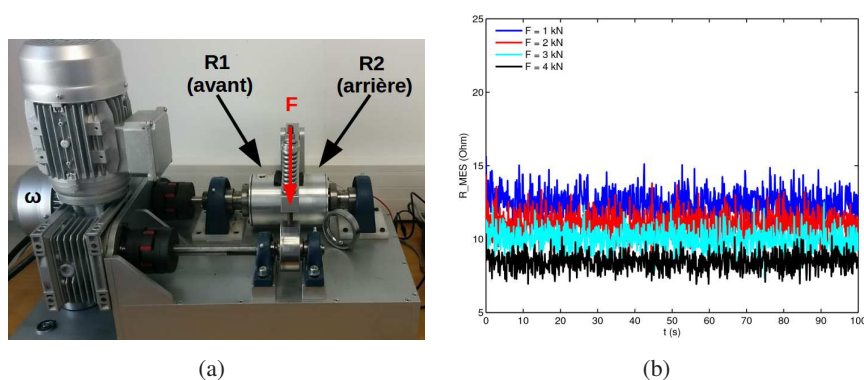 R1
(avant)
R2
(arrière)
F
ω
(a)
F = 1 kN
F = 2 kN
F = 3 kN
F = 4 kN
25
20
15
10
5
R_MES (Ohm)
0 10 20 30 40 50 60 70 80 90 100
t (s)
(b)